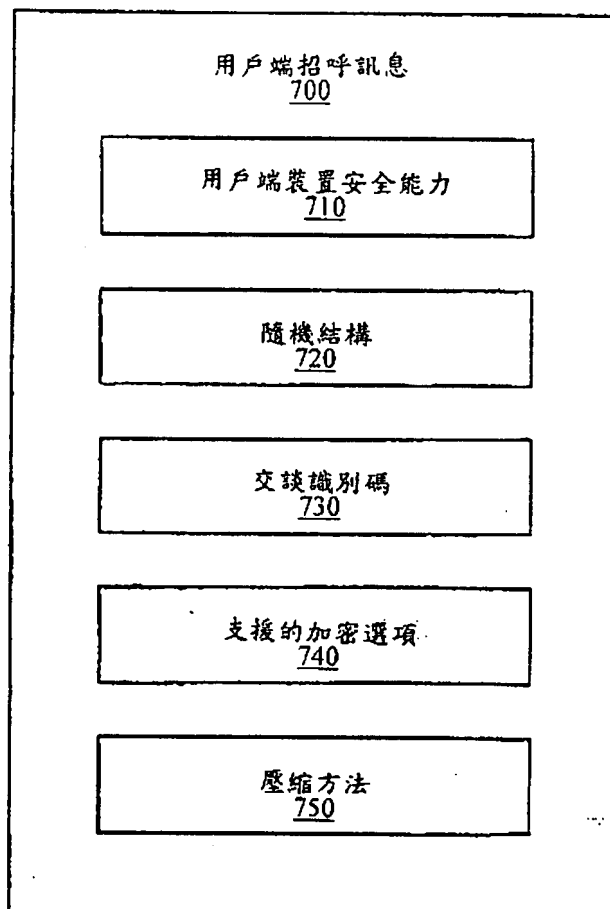 用戶端招呼訊息
700
用戶端裝置安全能力
710
隨機結構
720
交談識別碼
730
支援的加密選項
740
壓縮方法
750